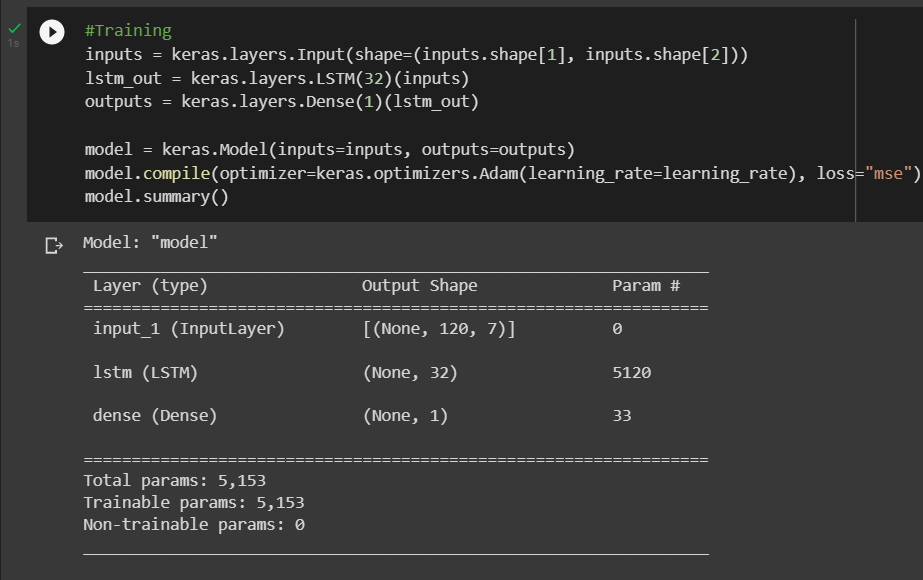 1s
#Training
inputs = keras.layers.Input(shape=(inputs.shape[1], inputs.shape[2]))
lstm_out = keras.layers.LSTM(32)(inputs)
outputs = keras.layers.Dense(1)(lstm_out)
model = keras.Model(inputs=inputs, outputs=outputs)
model.compile(optimizer=keras.optimizers.Adam(learning_rate=learning_rate), loss="mse")
model.summary()
Model: "model"
_________________________________________________________________
Layer (type) Output Shape Param #
=================================================================
input_1 (InputLayer) [(None, 120, 7)] 0
lstm (LSTM) (None, 32) 5120
dense (Dense) (None, 1) 33
=================================================================
Total params: 5,153
Trainable params: 5,153
Non-trainable params: 0
_________________________________________________________________